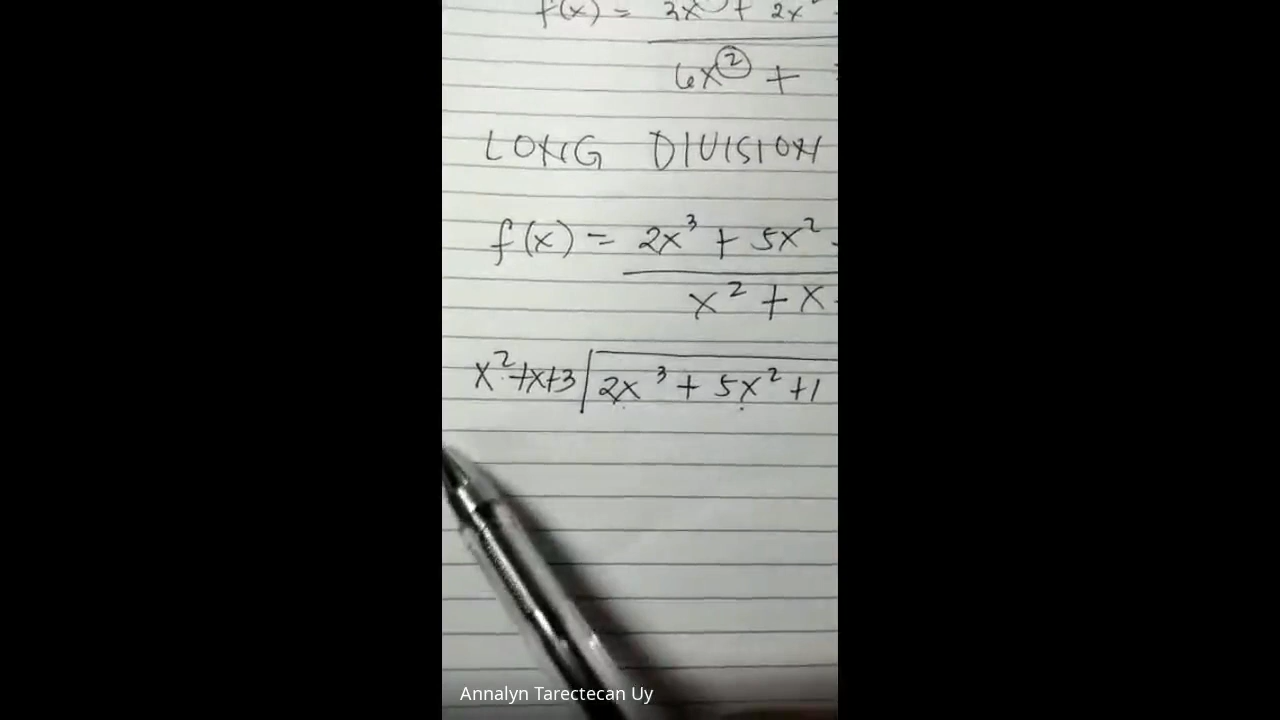 f(x) = 3x + 2x
6x² +
LONG DIVISION
f(x) = 2x³ + 5x²
x² + x
x²+x+3 2x³ + 5x² +1
Annalyn Tarectecan Uy